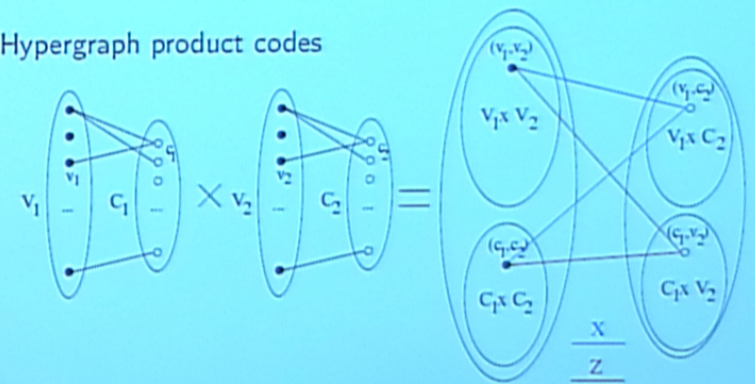 Hypergraph product codes
(v₁,v₂)
(v₁,c₂)
V₁x V₂
V₁x C₂
c₁
c₂
v₁
v₂
V₁ ... C₁ ... × V₂ ... C₂ ... =
(c₁,c₂)
(c₁,v₂)
C₁x C₂
C₁x V₂
X
Z